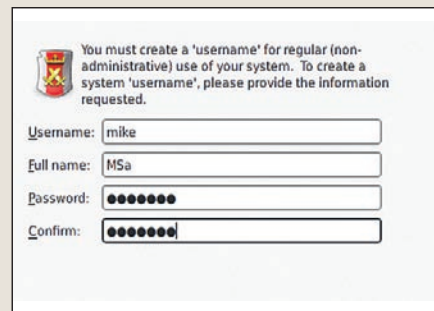 You must create a 'username' for regular (non-
administrative) use of your system. To create a
system 'username', please provide the information
requested.
Username: mike
Full name: MSa
Password: ●●●●●●●
Confirm: ●●●●●●●